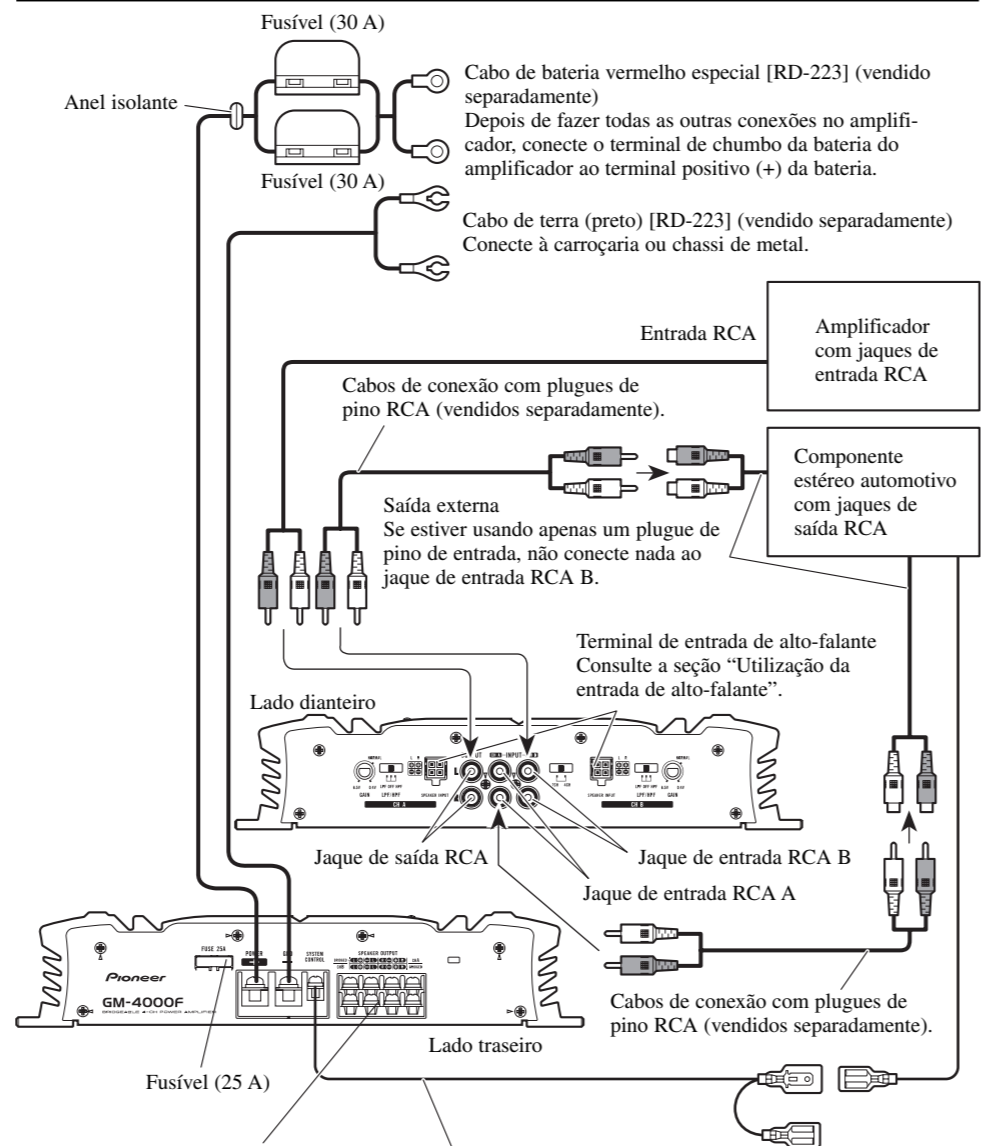 Fusível (30 A)
Anel isolante
Fusível (30 A)
Cabo de bateria vermelho especial [RD-223] (vendido
separadamente)
Depois de fazer todas as outras conexões no amplifi-
cador, conecte o terminal de chumbo da bateria do
amplificador ao terminal positivo (+) da bateria.
Cabo de terra (preto) [RD-223] (vendido separadamente)
Conecte à carroçaria ou chassi de metal.
Entrada RCA
Amplificador
com jaques de
entrada RCA
Cabos de conexão com plugues de
pino RCA (vendidos separadamente).
Componente
estéreo automotivo
com jaques de
saída RCA
Saída externa
Se estiver usando apenas um plugue de
pino de entrada, não conecte nada ao
jaque de entrada RCA B.
Terminal de entrada de alto-falante
Consulte a seção “Utilização da
entrada de alto-falante”.
Lado dianteiro
INPUT
GAIN
LPF/HPF
SPEAKER INPUT
CH A
SPEAKER INPUT
LPF/HPF
GAIN
CH B
Jaque de saída RCA
Jaque de entrada RCA B
Jaque de entrada RCA A
FUSE 25A
POWER
GND
SYSTEM
CONTROL
SPEAKER OUTPUT
Pioneer
GM-4000F
BRIDGEABLE 4-CH POWER AMPLIFIER
Cabos de conexão com plugues de
pino RCA (vendidos separadamente).
Lado traseiro
Fusível (25 A)